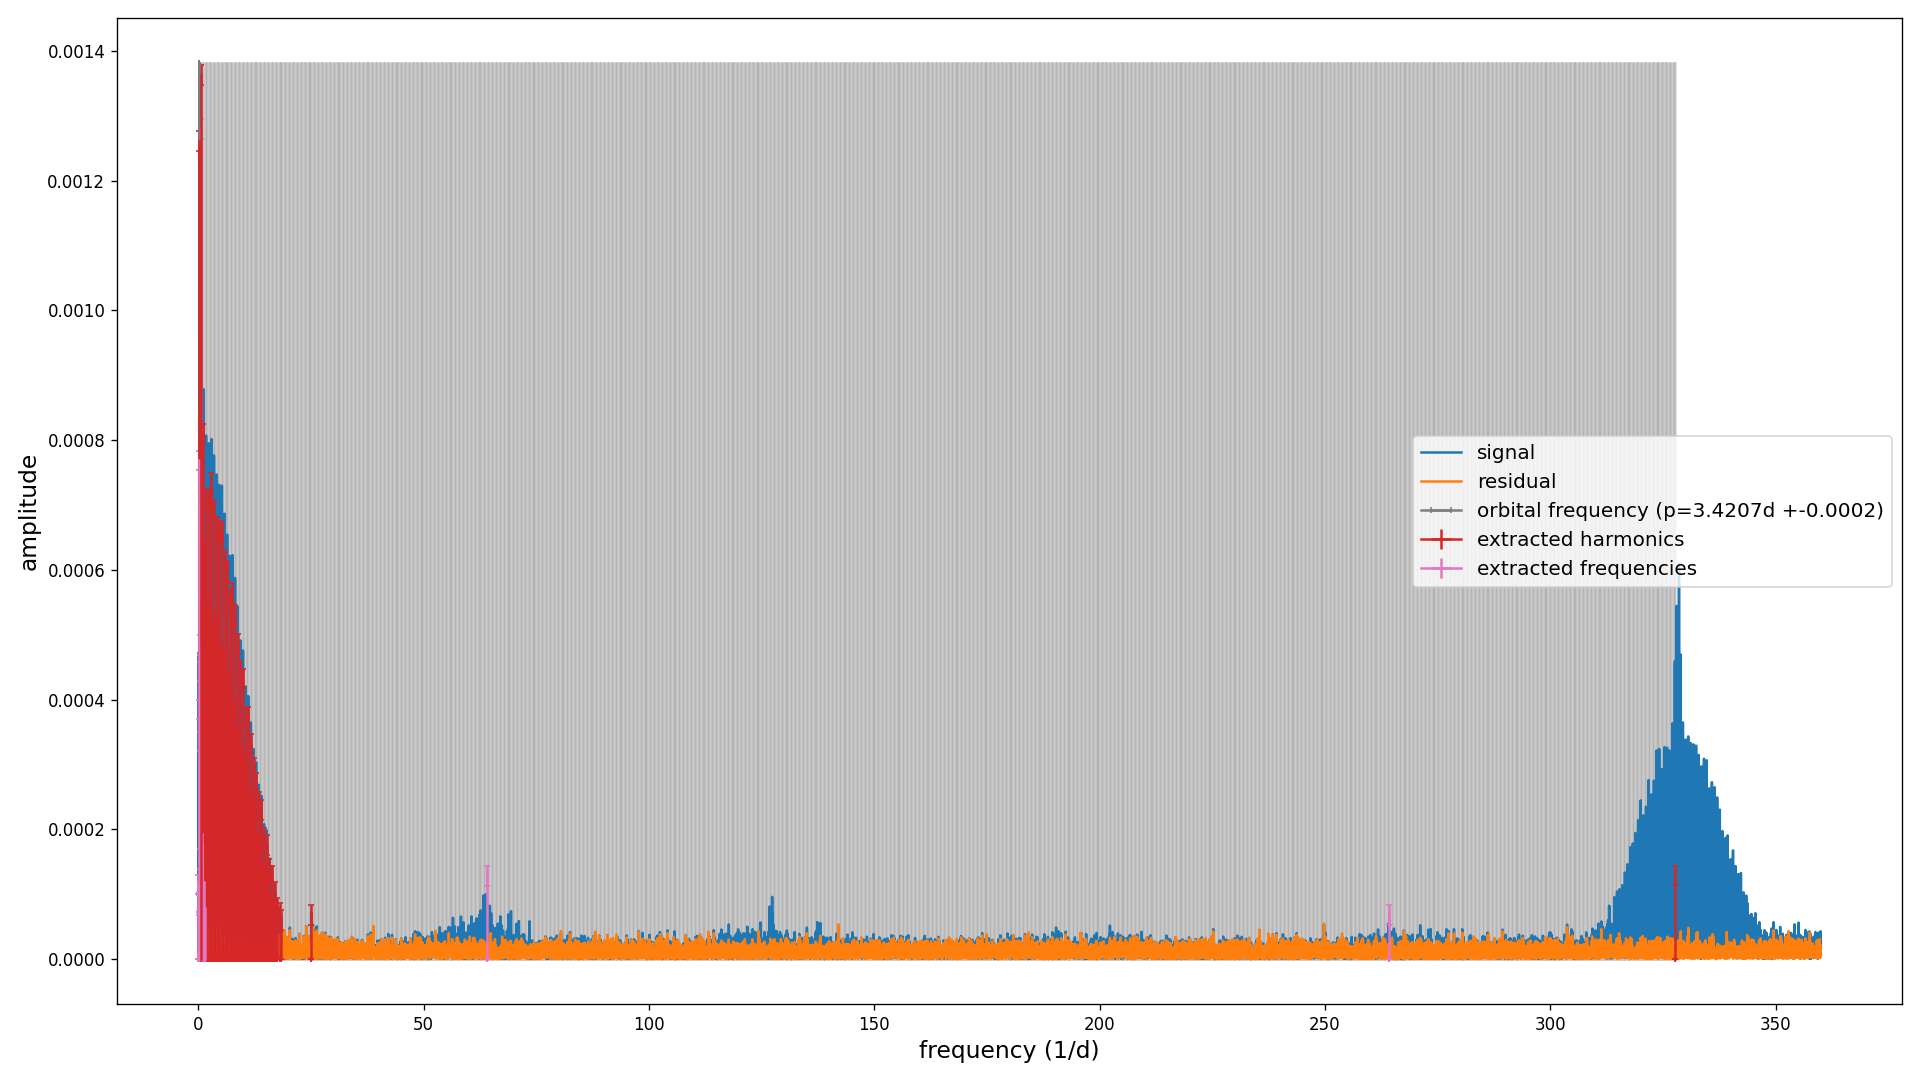 0.0014
0.0012
0.0010
0.0008
0.0006
0.0004
0.0002
0.0000
amplitude
signal
residual
orbital frequency (p=3.4207d +-0.0002)
extracted harmonics
extracted frequencies
0 50 100 150 200 250 300 350
frequency (1/d)